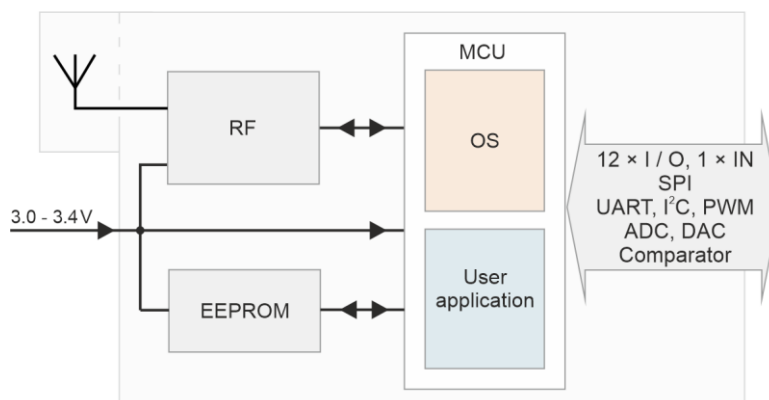 MCU
RF
OS
12 × I / O, 1 × IN
SPI
UART, I²C, PWM
ADC, DAC
Comparator
3.0 - 3.4 V
User
application
EEPROM